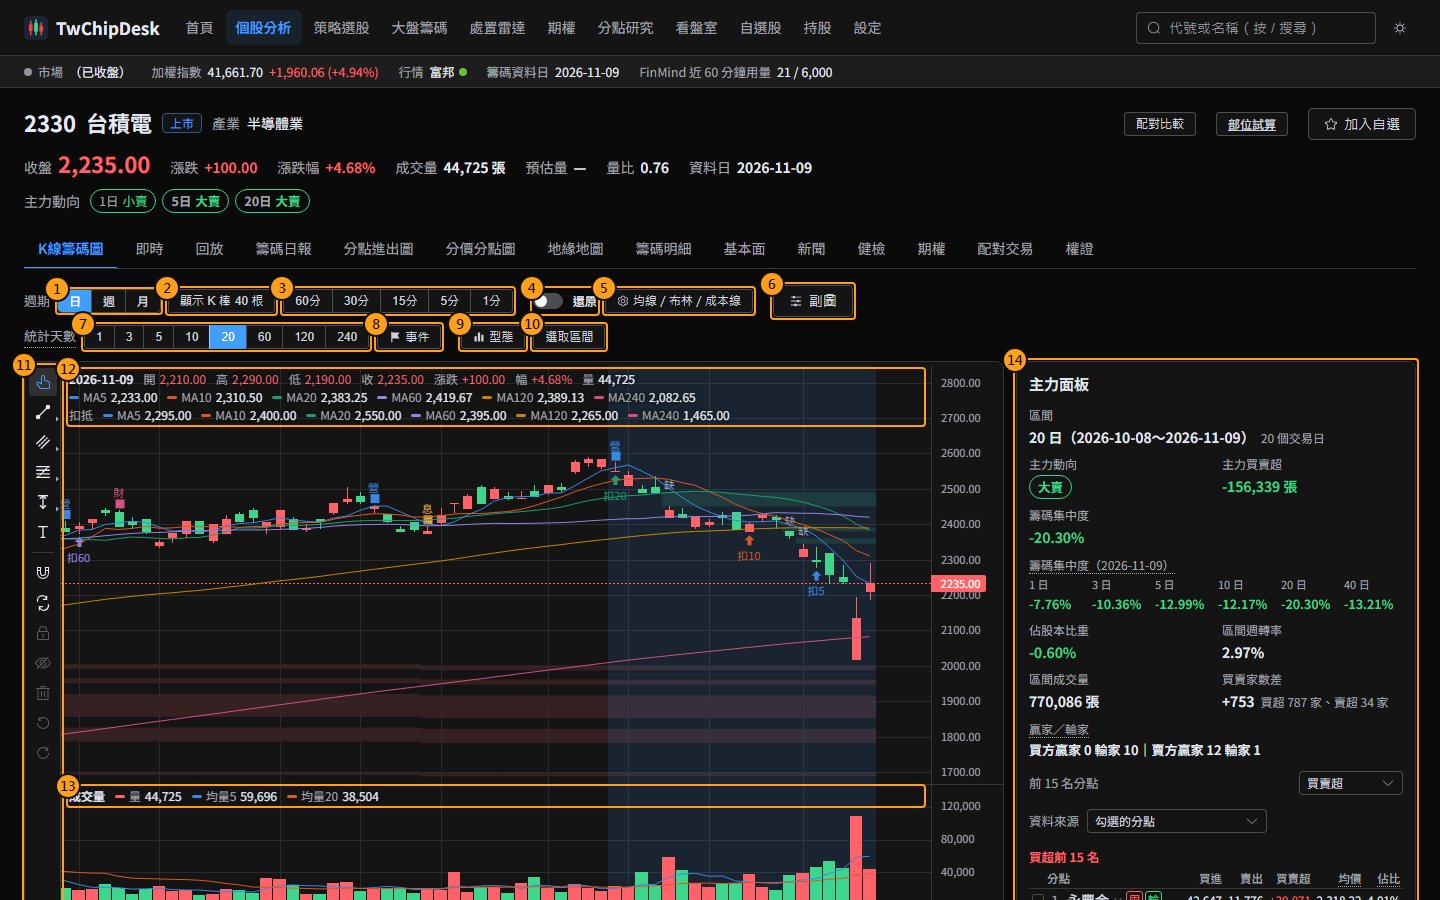 TwChipDesk 首頁 個股分析 策略選股 大盤籌碼 處置雷達 期權 分點研究 看盤室 自選股 持股 設定 代號或名稱（按 / 搜尋）
市場 （已收盤） 加權指數 41,661.70 +1,960.06 (+4.94%) 行情 富邦 籌碼資料日 2026-11-09 FinMind 近 60 分鐘用量 21 / 6,000
2330 台積電 上市 產業 半導體業 配對比較 部位試算 加入自選
收盤 2,235.00 漲跌 +100.00 漲跌幅 +4.68% 成交量 44,725 張 預估量 — 量比 0.76 資料日 2026-11-09
主力動向 1日 小賣 5日 大賣 20日 大賣
K線籌碼圖 即時 回放 籌碼日報 分點進出圖 分價分點圖 地緣地圖 籌碼明細 基本面 新聞 健檢 期權 配對交易 權證
1 2 3 4 5 6
週期 日 週 月 顯示 K 棒 40 根 60分 30分 15分 5分 1分 還原 均線 / 布林 / 成本線 副圖
7 8 9 10
統計天數 1 3 5 10 20 60 120 240 事件 型態 選取區間
11 12 14
2026-11-09 開 2,210.00 高 2,290.00 低 2,190.00 收 2,235.00 漲跌 +100.00 幅 +4.68% 量 44,725
MA5 2,233.00 MA10 2,310.50 MA20 2,383.25 MA60 2,419.67 MA120 2,389.13 MA240 2,082.65
扣抵 MA5 2,295.00 MA10 2,400.00 MA20 2,550.00 MA60 2,395.00 MA120 2,265.00 MA240 1,465.00
2800.00
2700.00
2600.00
2500.00
2400.00
2300.00
2235.00
2200.00
2100.00
2000.00
1900.00
1800.00
1700.00
營
營
財
營
息
缺
缺
缺
扣20
扣60
扣10
扣5
T
13
成交量 量 44,725 均量5 59,696 均量20 38,504
120,000
80,000
40,000
主力面板
區間
20 日（2026-10-08～2026-11-09） 20 個交易日
主力動向 主力買賣超
大賣 -156,339 張
籌碼集中度
-20.30%
籌碼集中度（2026-11-09）
1 日 3 日 5 日 10 日 20 日 40 日
-7.76% -10.36% -12.99% -12.17% -20.30% -13.21%
佔股本比重 區間週轉率
-0.60% 2.97%
區間成交量 買賣家數差
770,086 張 +753 買超 787 家、賣超 34 家
贏家／輸家
買方贏家 0 輸家 10 | 賣方贏家 12 輸家 1
前 15 名分點 買賣超
資料來源 勾選的分點
買超前 15 名
分點 買進 賣出 買賣超 均價 佔比